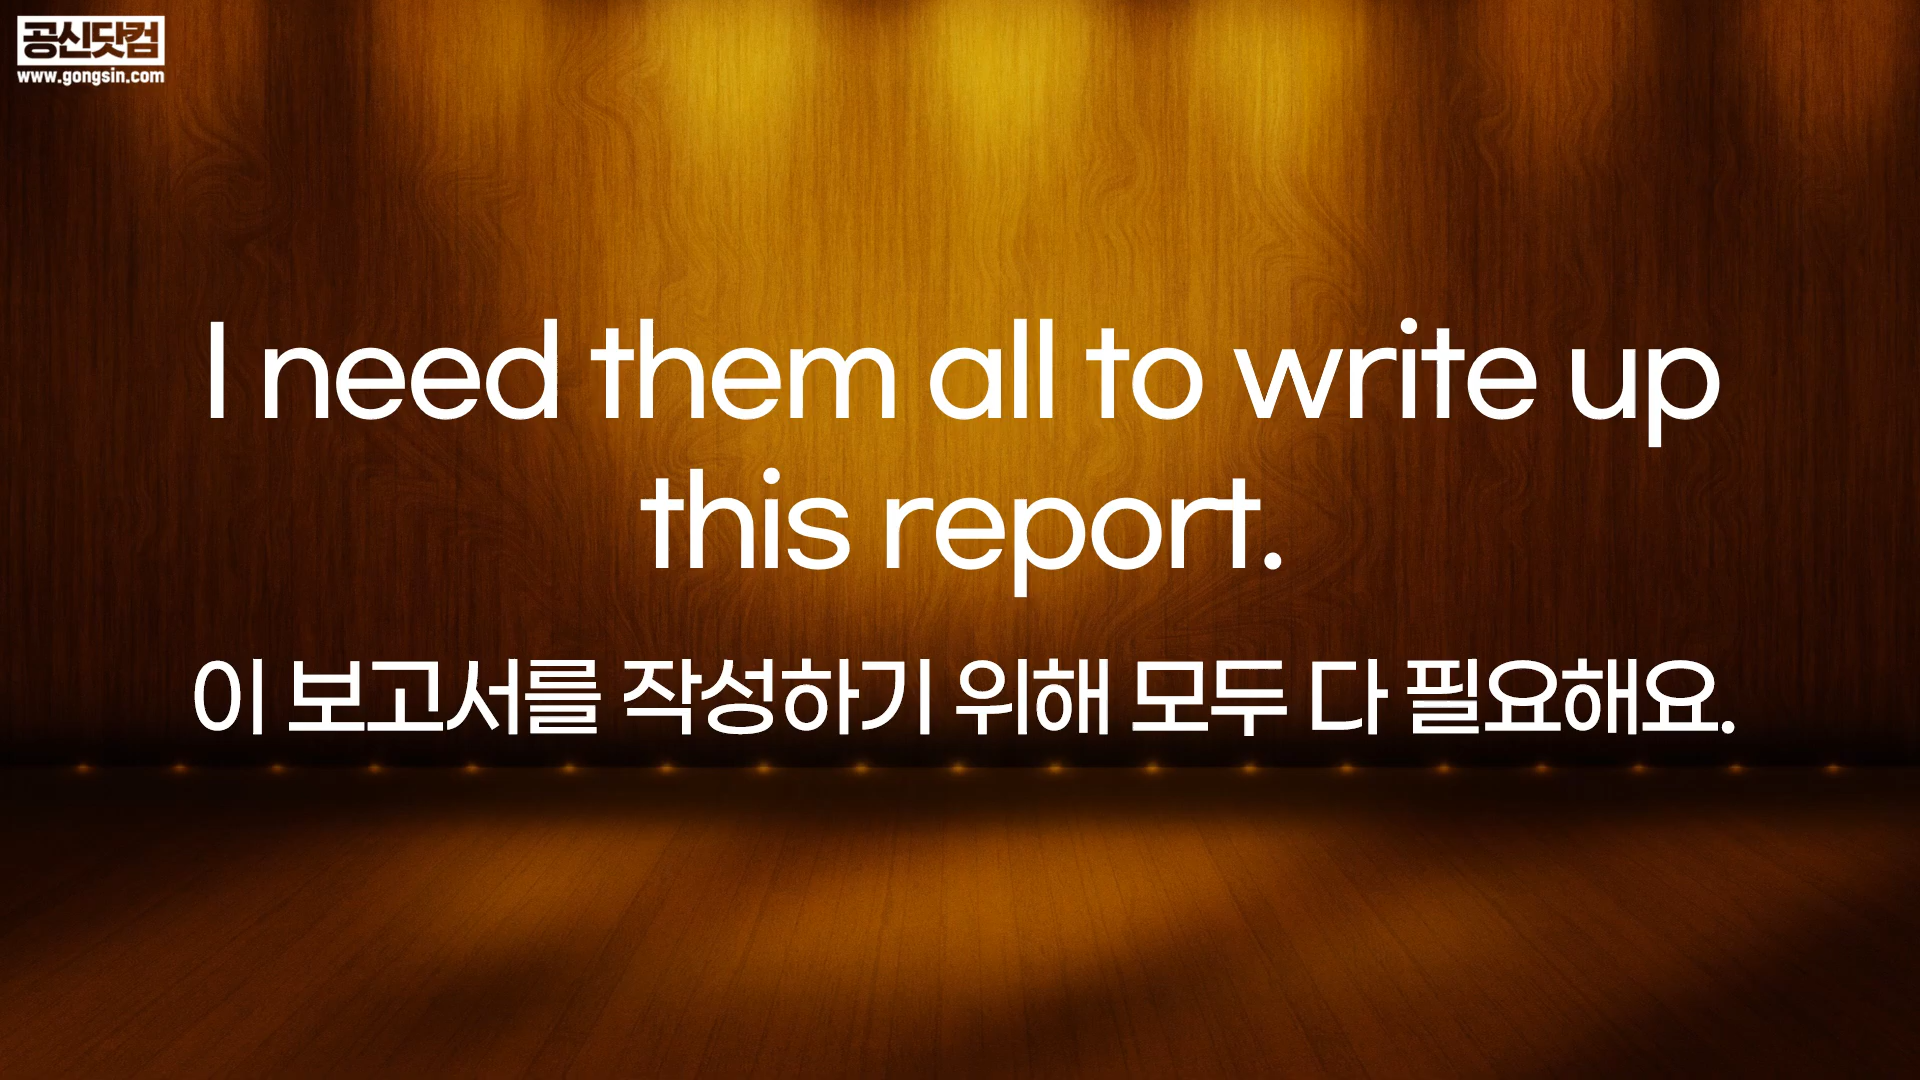 공신닷컴
www.gongsin.com
I need them all to write up
this report.
이 보고서를 작성하기 위해 모두 다 필요해요.